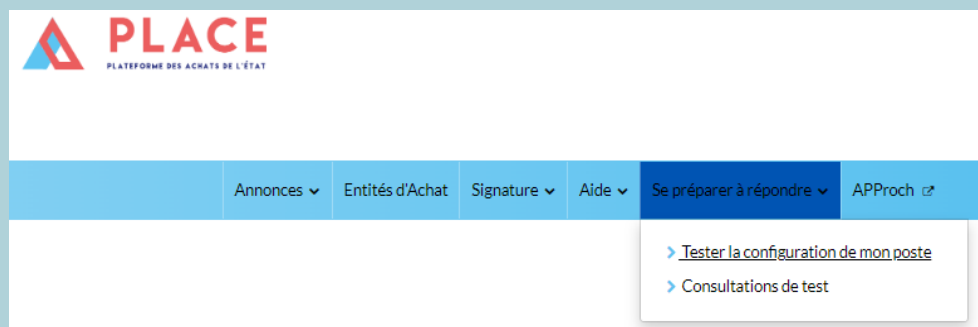 PLACE
PLATEFORME DES ACHATS DE L'ÉTAT
Annonces Entités d'Achat Signature Aide Se préparer à répondre APProch
Tester la configuration de mon poste
Consultations de test